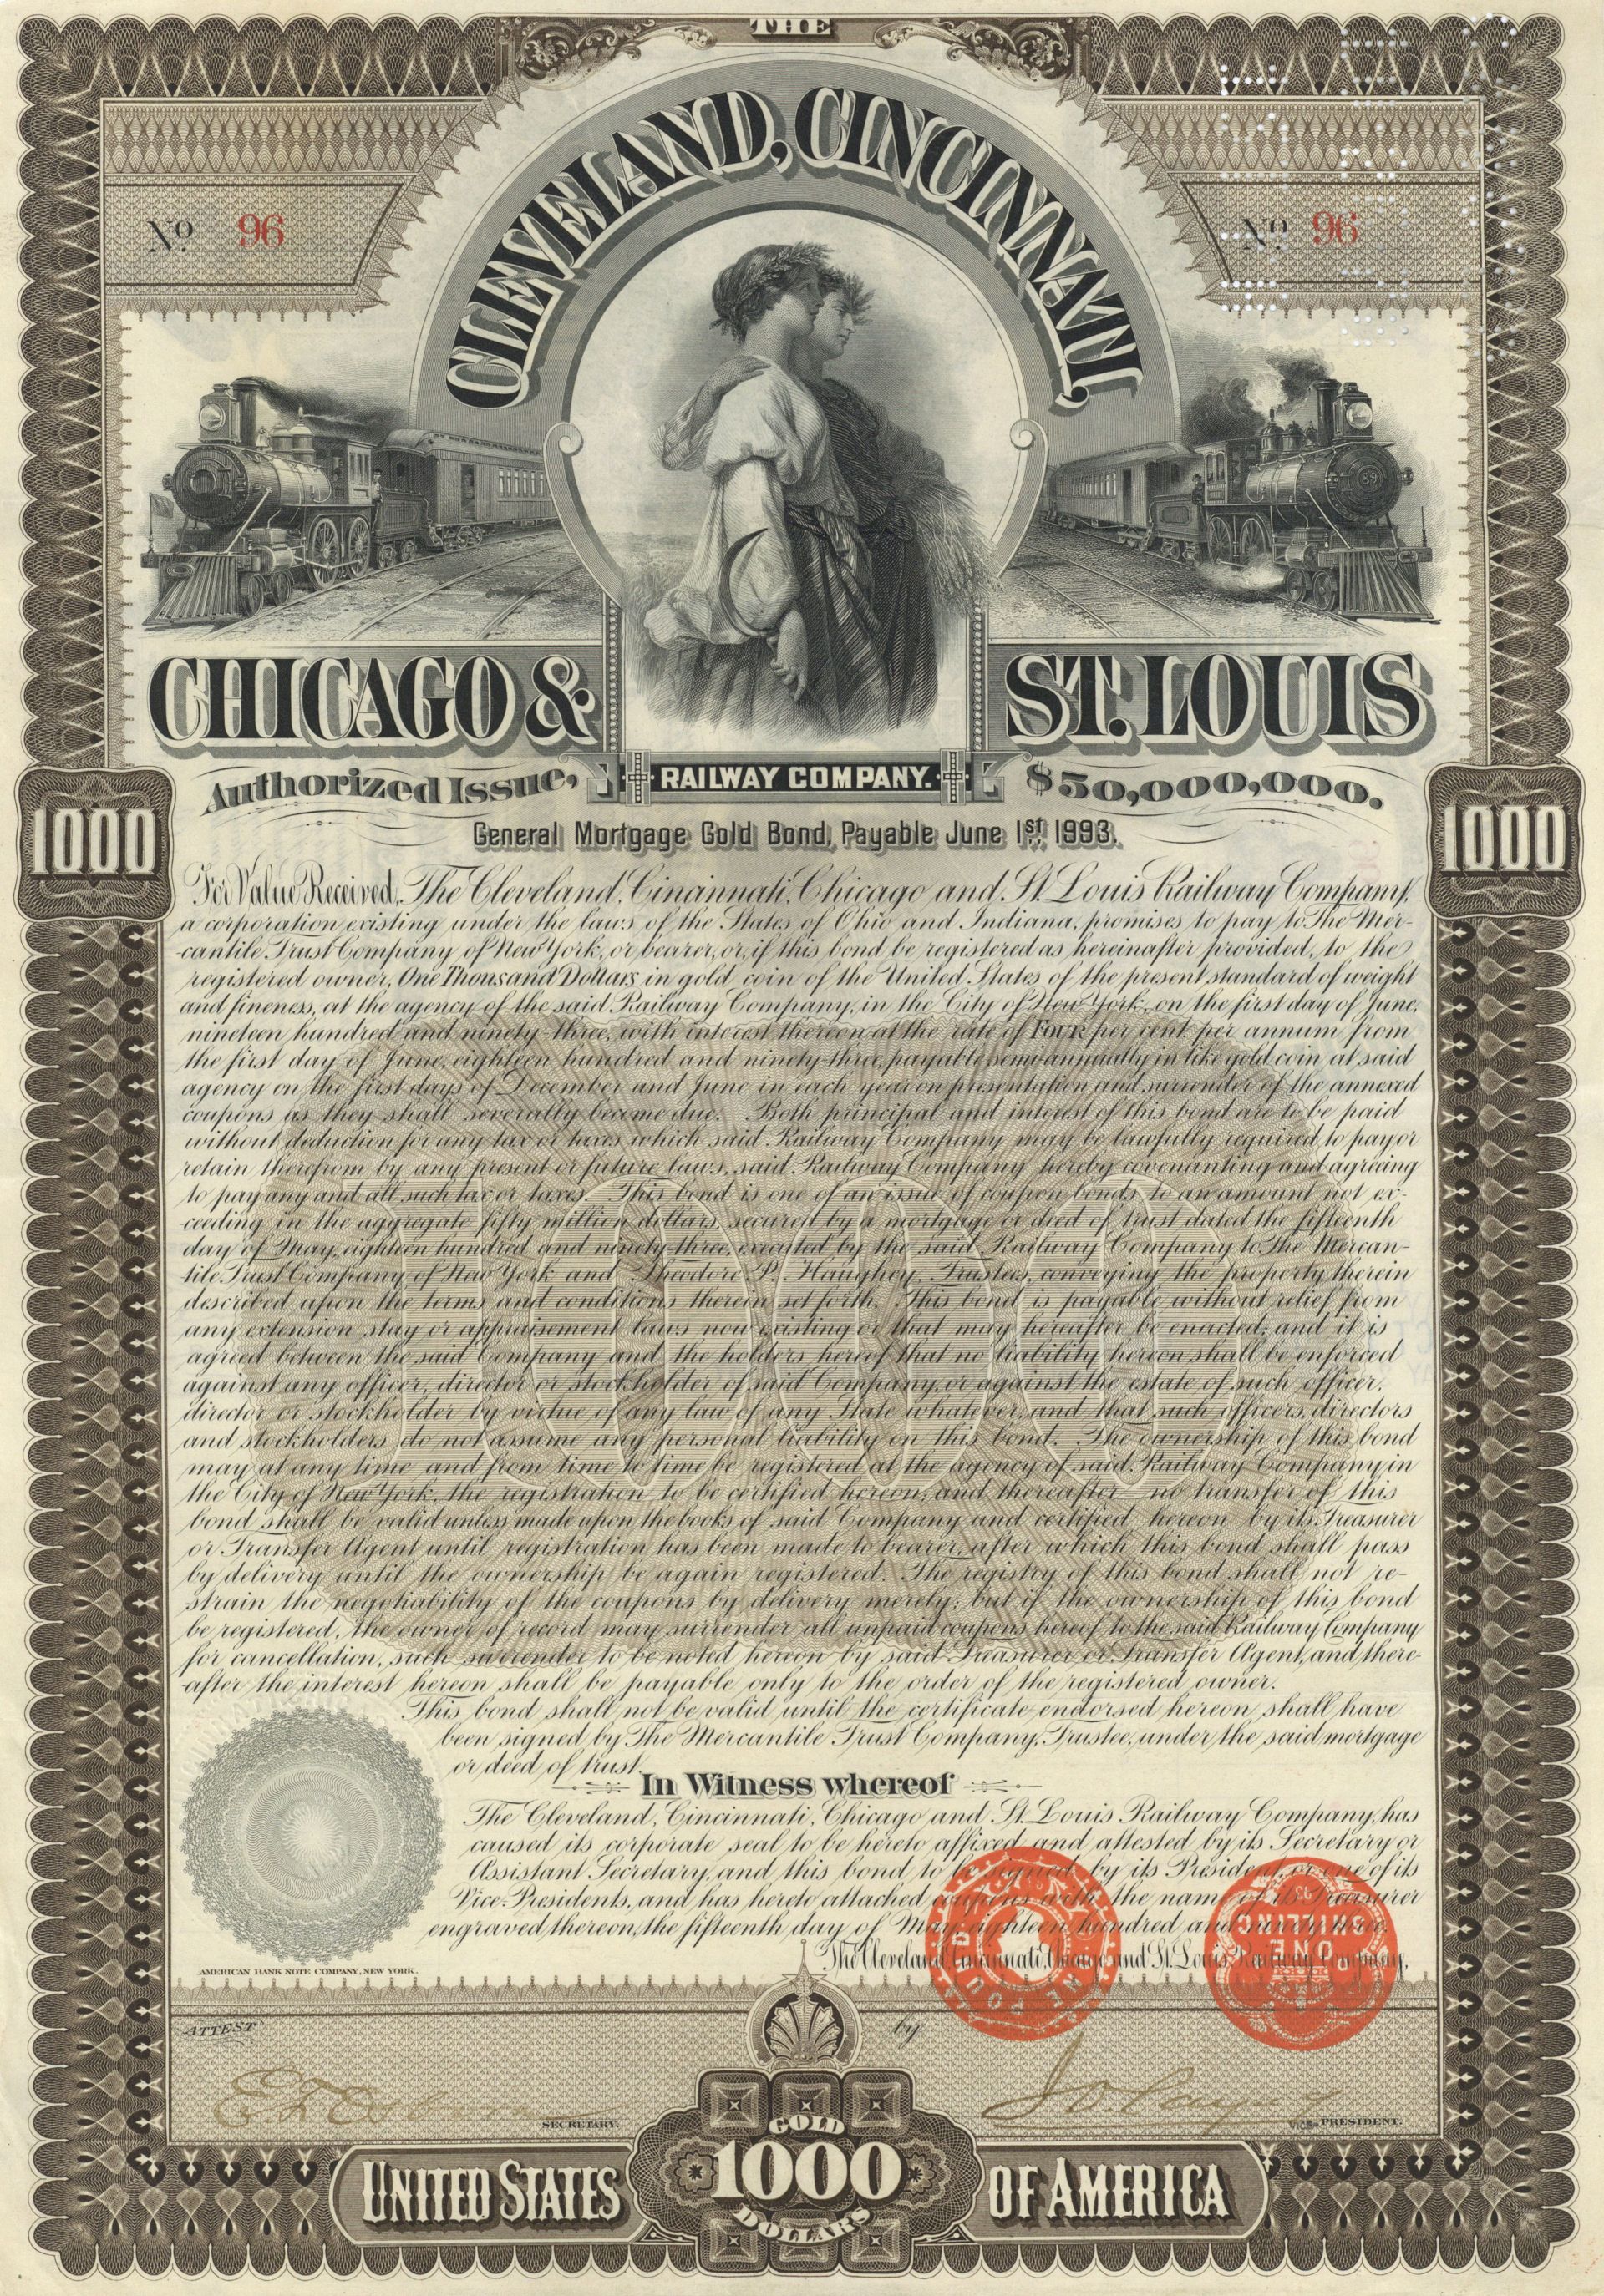 THE
CLEVELAND, CINCINNATI,
No. 96
No. 96
89
CHICAGO & ST. LOUIS
RAILWAY COMPANY.
Authorized Issue, $50,000,000.
General Mortgage Gold Bond, Payable June 1st, 1993.
1000
1000
For Value Received, The Cleveland, Cincinnati, Chicago and St. Louis Railway Company,
a corporation existing under the laws of the States of Ohio and Indiana, promises to pay to The Mer-
cantile Trust Company of New York, or bearer, or, if this bond be registered as hereinafter provided, to the
registered owner, One Thousand Dollars in gold coin of the United States of the present standard of weight
and fineness, at the agency of the said Railway Company, in the City of New York, on the first day of June,
nineteen hundred and ninety-three, with interest thereon at the rate of FOUR per cent. per annum from
the first day of June, eighteen hundred and ninety-three, payable semi-annually in like gold coin at said
agency on the first days of December and June in each year on presentation and surrender of the annexed
coupons as they shall severally become due. Both principal and interest of this bond are to be paid
without deduction for any tax or taxes which said Railway Company may be lawfully required to pay or
retain therefrom by any present or future laws, said Railway Company hereby covenanting and agreeing
to pay any and all such tax or taxes. This bond is one of an issue of coupon bonds to an amount not ex-
ceeding in the aggregate fifty million dollars, secured by a mortgage or deed of trust dated the fifteenth
day of May, eighteen hundred and ninety-three, executed by the said Railway Company to The Mercan-
tile Trust Company of New York and Theodore P. Haughey, Trustees, conveying the property therein
described upon the terms and conditions therein set forth. This bond is payable without relief from
any extension stay or appraisement laws now existing or that may hereafter be enacted; and it is
agreed between the said Company and the holders hereof that no liability hereon shall be enforced
against any officer, director or stockholder of said Company, or against the estate of such officer,
director or stockholder by virtue of any law of any State whatever, and that such officers, directors
and stockholders do not assume any personal liability on this bond. The ownership of this bond
may at any time and from time to time be registered at the agency of said Railway Company in
the City of New York, the registration to be certified hereon; and thereafter no transfer of this
bond shall be valid unless made upon the books of said Company and certified hereon by its Treasurer
or Transfer Agent until registration has been made to bearer, after which this bond shall pass
by delivery until the ownership be again registered. The registry of this bond shall not re-
strain the negotiability of the coupons by delivery merely; but if the ownership of this bond
be registered, the owner of record may surrender all unpaid coupons hereof to the said Railway Company
for cancellation, such surrender to be noted hereon by said Treasurer or Transfer Agent, and there-
after the interest hereon shall be payable only to the order of the registered owner.
This bond shall not be valid until the certificate endorsed hereon shall have
been signed by The Mercantile Trust Company, Trustee, under the said mortgage
or deed of trust.
In Witness whereof
The Cleveland, Cincinnati, Chicago and St. Louis Railway Company, has
caused its corporate seal to be hereto affixed and attested by its Secretary or
Assistant Secretary, and this bond to be signed by its President, or one of its
Vice-Presidents, and has hereto attached coupons with the name of its Treasurer
engraved thereon, the fifteenth day of May, eighteen hundred and ninety three.
The Cleveland, Cincinnati, Chicago and St. Louis Railway Company,
ONE
SHILLING
AMERICAN BANK NOTE COMPANY, NEW YORK.
ATTEST
by
SECRETARY.
VICE-PRESIDENT.
GOLD
UNITED STATES 1000 OF AMERICA
DOLLARS